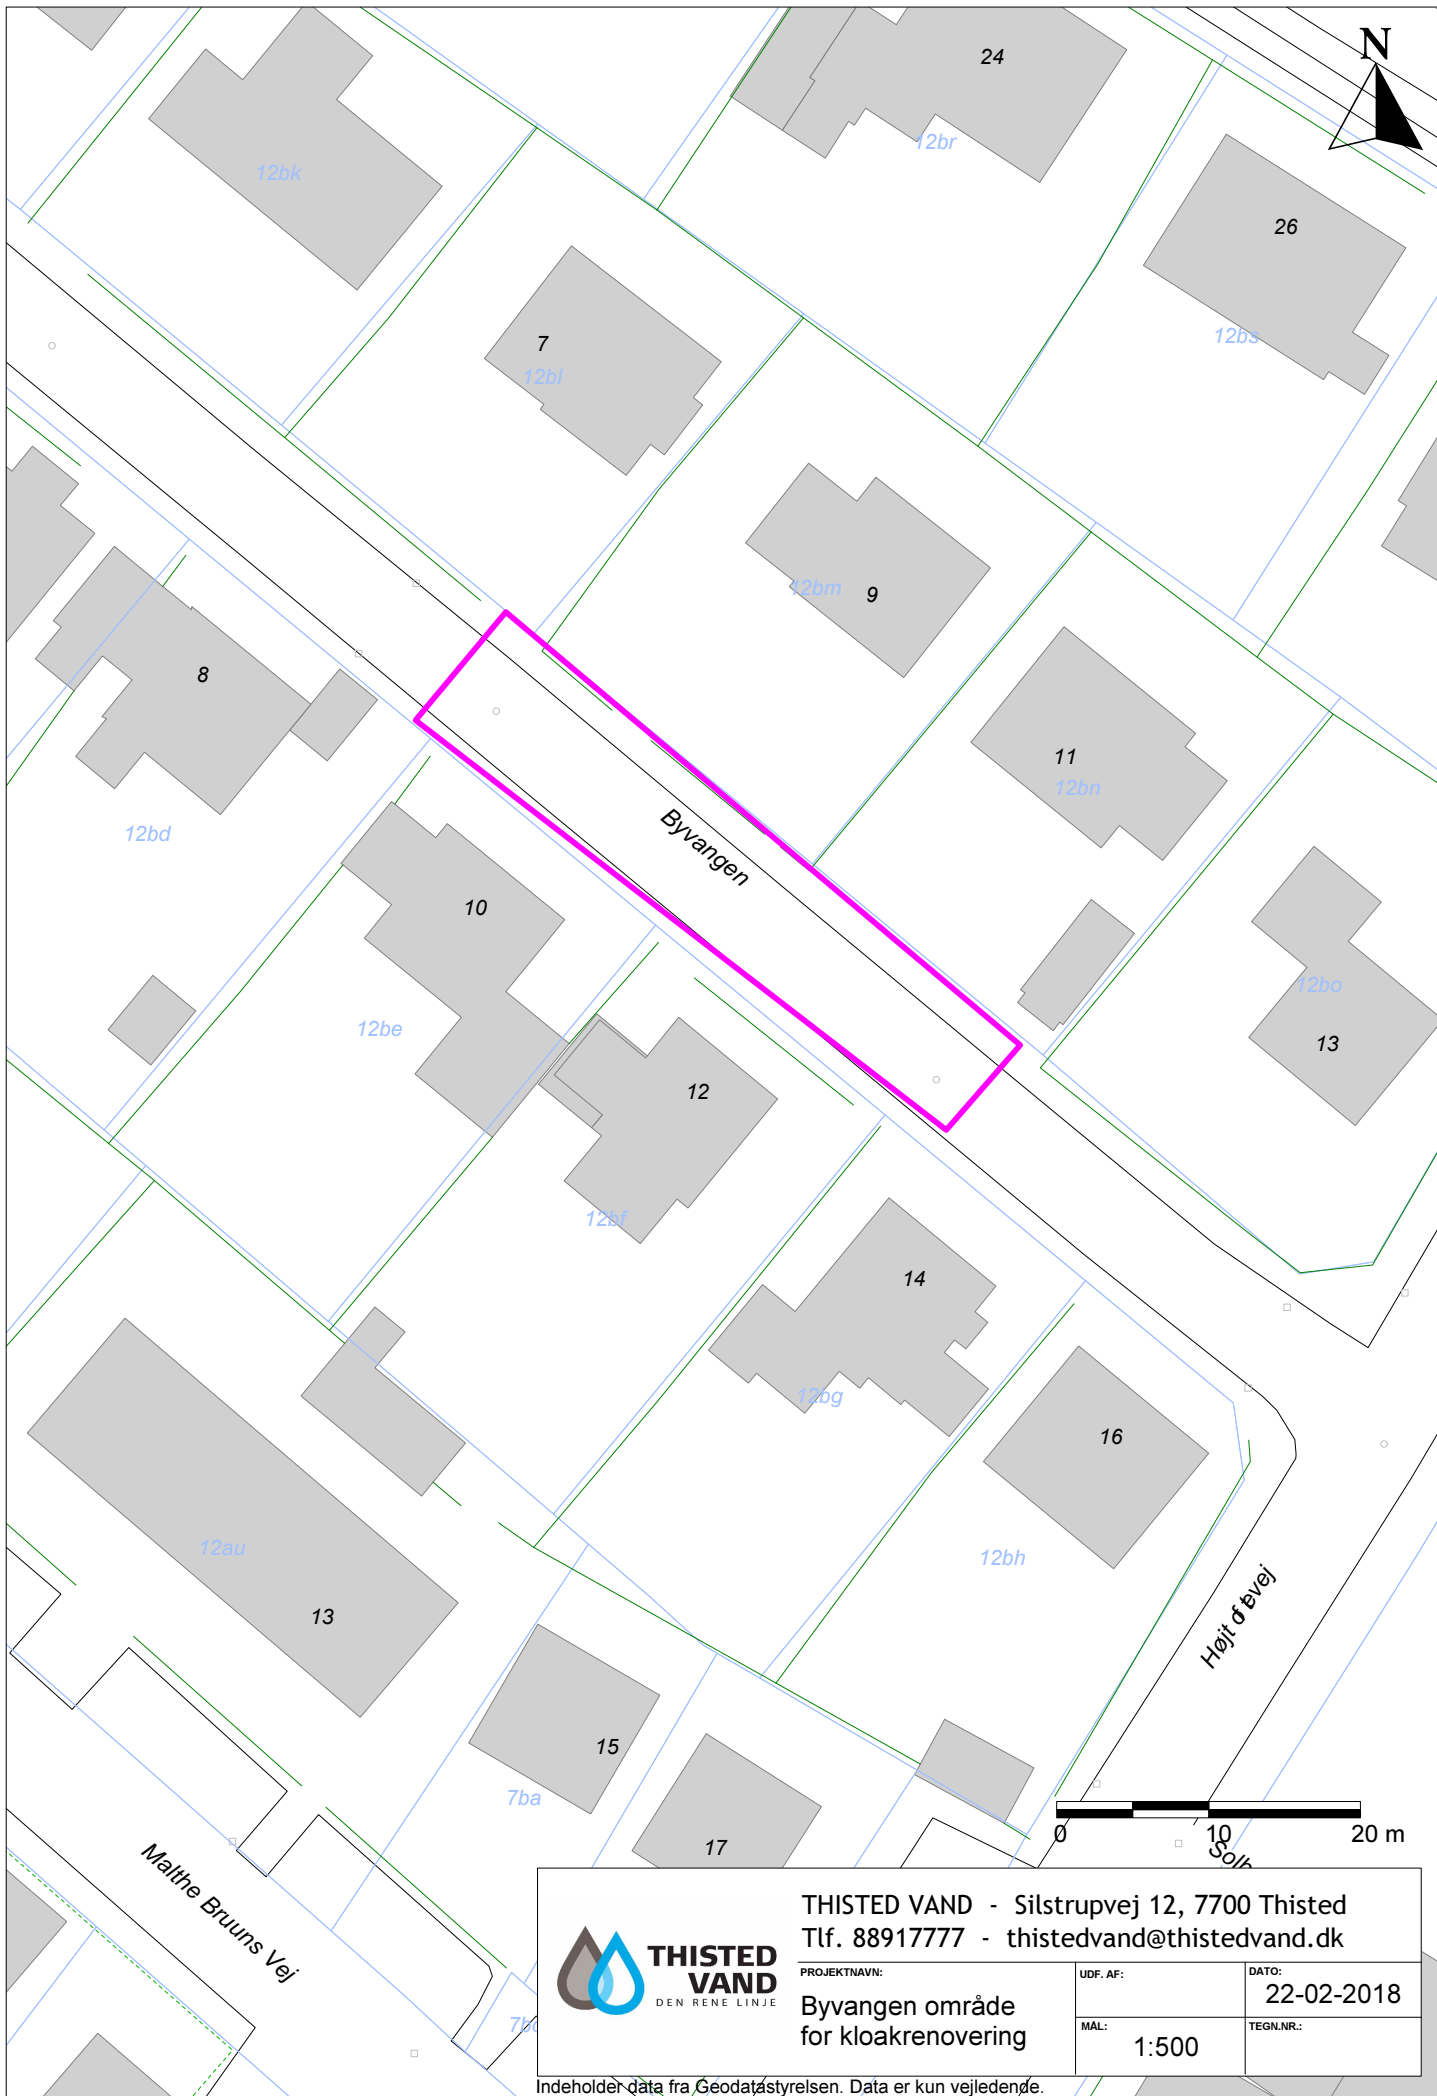 N
24
12br
12bk
26
12bs
7
12bl
12bm
9
8
11
12bn
12bd
Byvangen
10
12be
12bo
13
12
12bf
14
12bg
16
12au
12bh
13
Højtoftevej
15
7ba
17
Malthe Bruuns Vej
0 10 20 m
Solb
THISTED VAND - Silstrupvej 12, 7700 Thisted
Tlf. 88917777 - thistedvand@thistedvand.dk
THISTED
VAND
DEN RENE LINJE
PROJEKTNAVN:
Byvangen område
for kloakrenovering
UDF. AF:
DATO:
22-02-2018
MÅL:
1:500
TEGN.NR.:
Indeholder data fra Geodatastyrelsen. Data er kun vejledende.